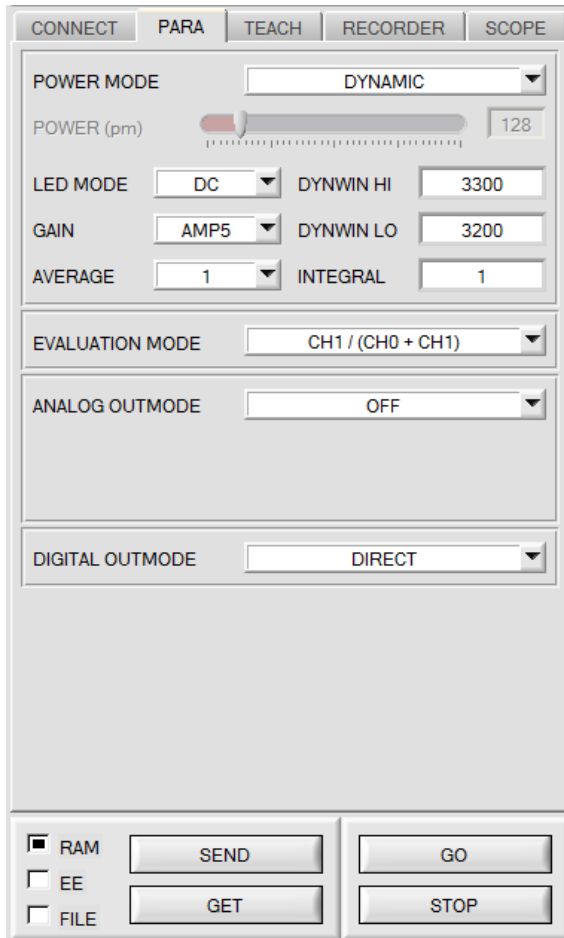 CONNECT PARA TEACH RECORDER SCOPE
POWER MODE DYNAMIC
POWER (pm) 128
LED MODE DC DYNWIN HI 3300
GAIN AMP5 DYNWIN LO 3200
AVERAGE 1 INTEGRAL 1
EVALUATION MODE CH1 / (CH0 + CH1)
ANALOG OUTMODE OFF
DIGITAL OUTMODE DIRECT
RAM SEND GO
EE
GET STOP
FILE